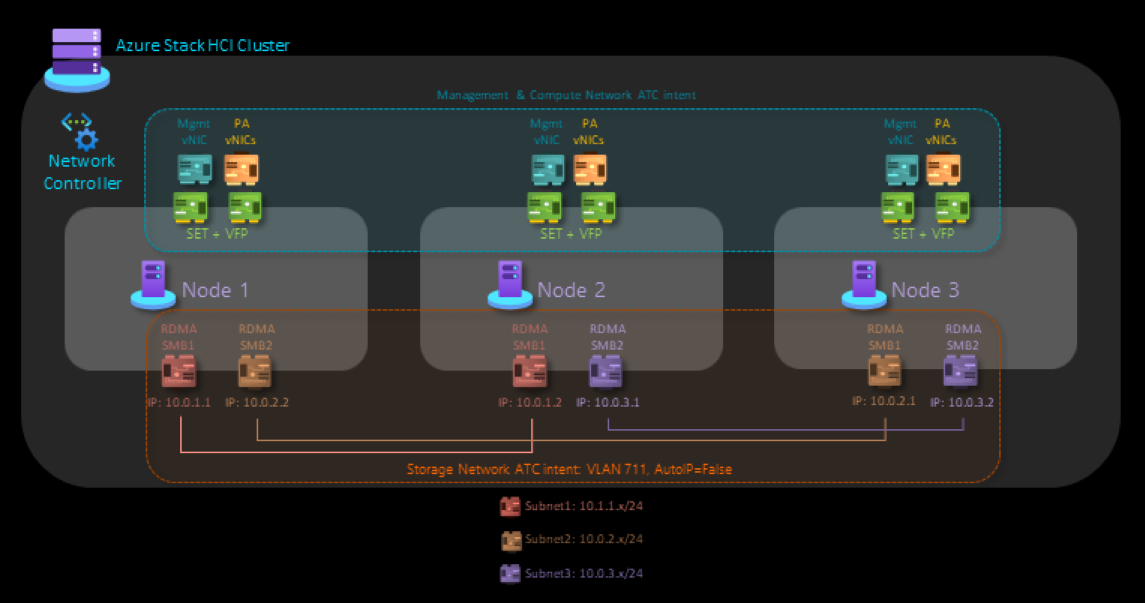 Azure Stack HCI Cluster
Management & Compute Network ATC intent
Network
Controller
Mgmt
vNIC
PA
vNICs
SET + VFP
Mgmt
vNIC
PA
vNICs
SET + VFP
Mgmt
vNIC
PA
vNICs
SET + VFP
Node 1
Node 2
Node 3
RDMA
SMB1
IP: 10.0.1.1
RDMA
SMB2
IP: 10.0.2.2
RDMA
SMB1
IP: 10.0.1.2
RDMA
SMB2
IP: 10.0.3.1
RDMA
SMB1
IP: 10.0.2.1
RDMA
SMB2
IP: 10.0.3.2
Storage Network ATC intent: VLAN 711, AutoIP=False
Subnet1: 10.1.1.x/24
Subnet2: 10.0.2.x/24
Subnet3: 10.0.3.x/24